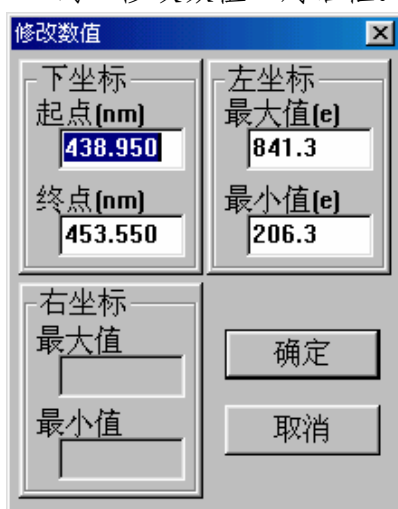 修改数值
下坐标
起点(nm)
438.950
终点(nm)
453.550
左坐标
最大值(e)
841.3
最小值(e)
206.3
右坐标
最大值
最小值
确定
取消